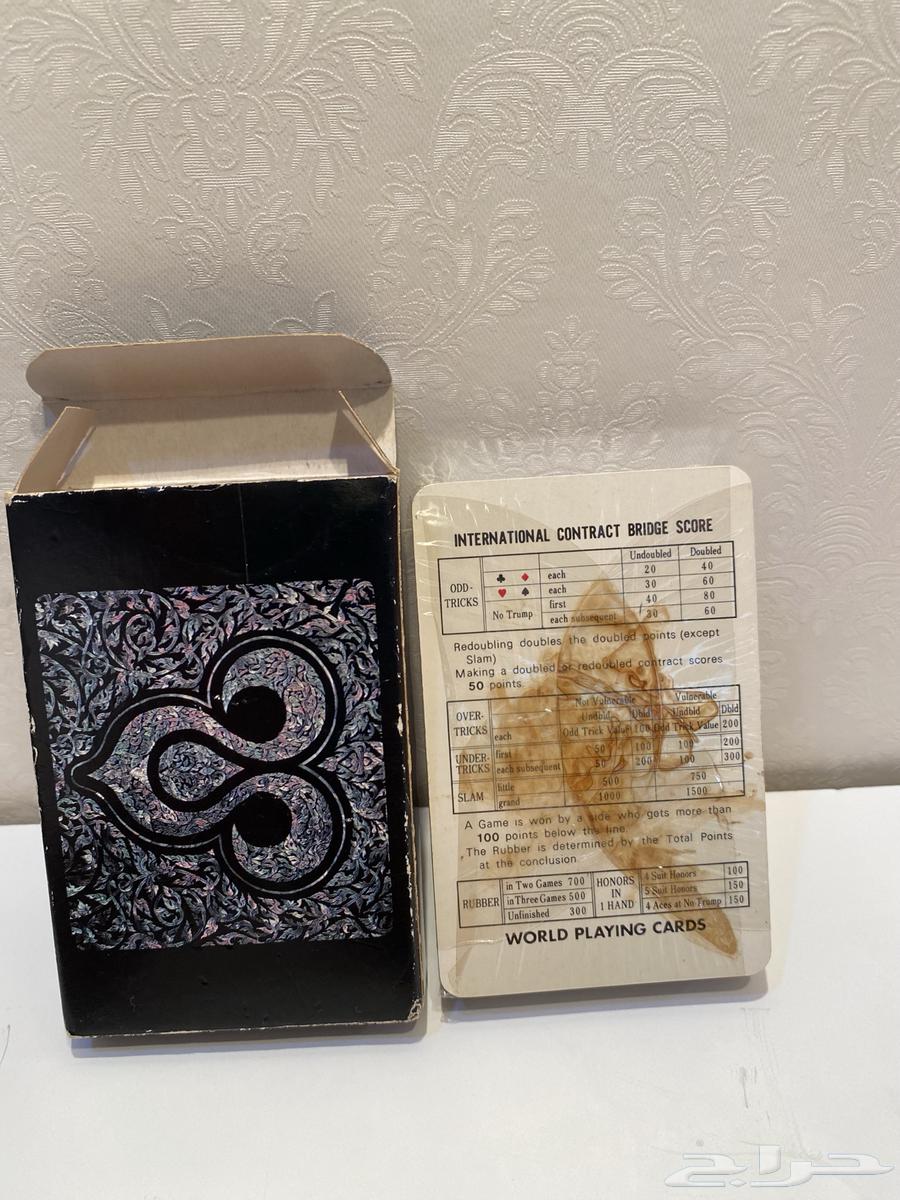 INTERNATIONAL CONTRACT BRIDGE SCORE
Undoubled Doubled
ODD-TRICKS
♣ ♦ each 20 40
♥ ♠ each 30 60
No Trump first 40 80
each subsequent 30 60
Redoubling doubles the doubled points (except
Slam)
Making a doubled or redoubled contract scores
50 points
Not Vulnerable Vulnerable
Undbld Dbld Undbld Dbld
OVER-TRICKS each Odd Trick Value 100 Odd Trick Value 200
UNDER-TRICKS first 50 100 100 200
each subsequent 50 200 100 300
SLAM little 500 750
grand 1000 1500
A Game is won by a side who gets more than
100 points below the line.
The Rubber is determined by the Total Points
at the conclusion
RUBBER in Two Games 700
in Three Games 500
Unfinished 300
HONORS IN 1 HAND 4 Suit Honors 100
5 Suit Honors 150
4 Aces at No Trump 150
WORLD PLAYING CARDS
حراج